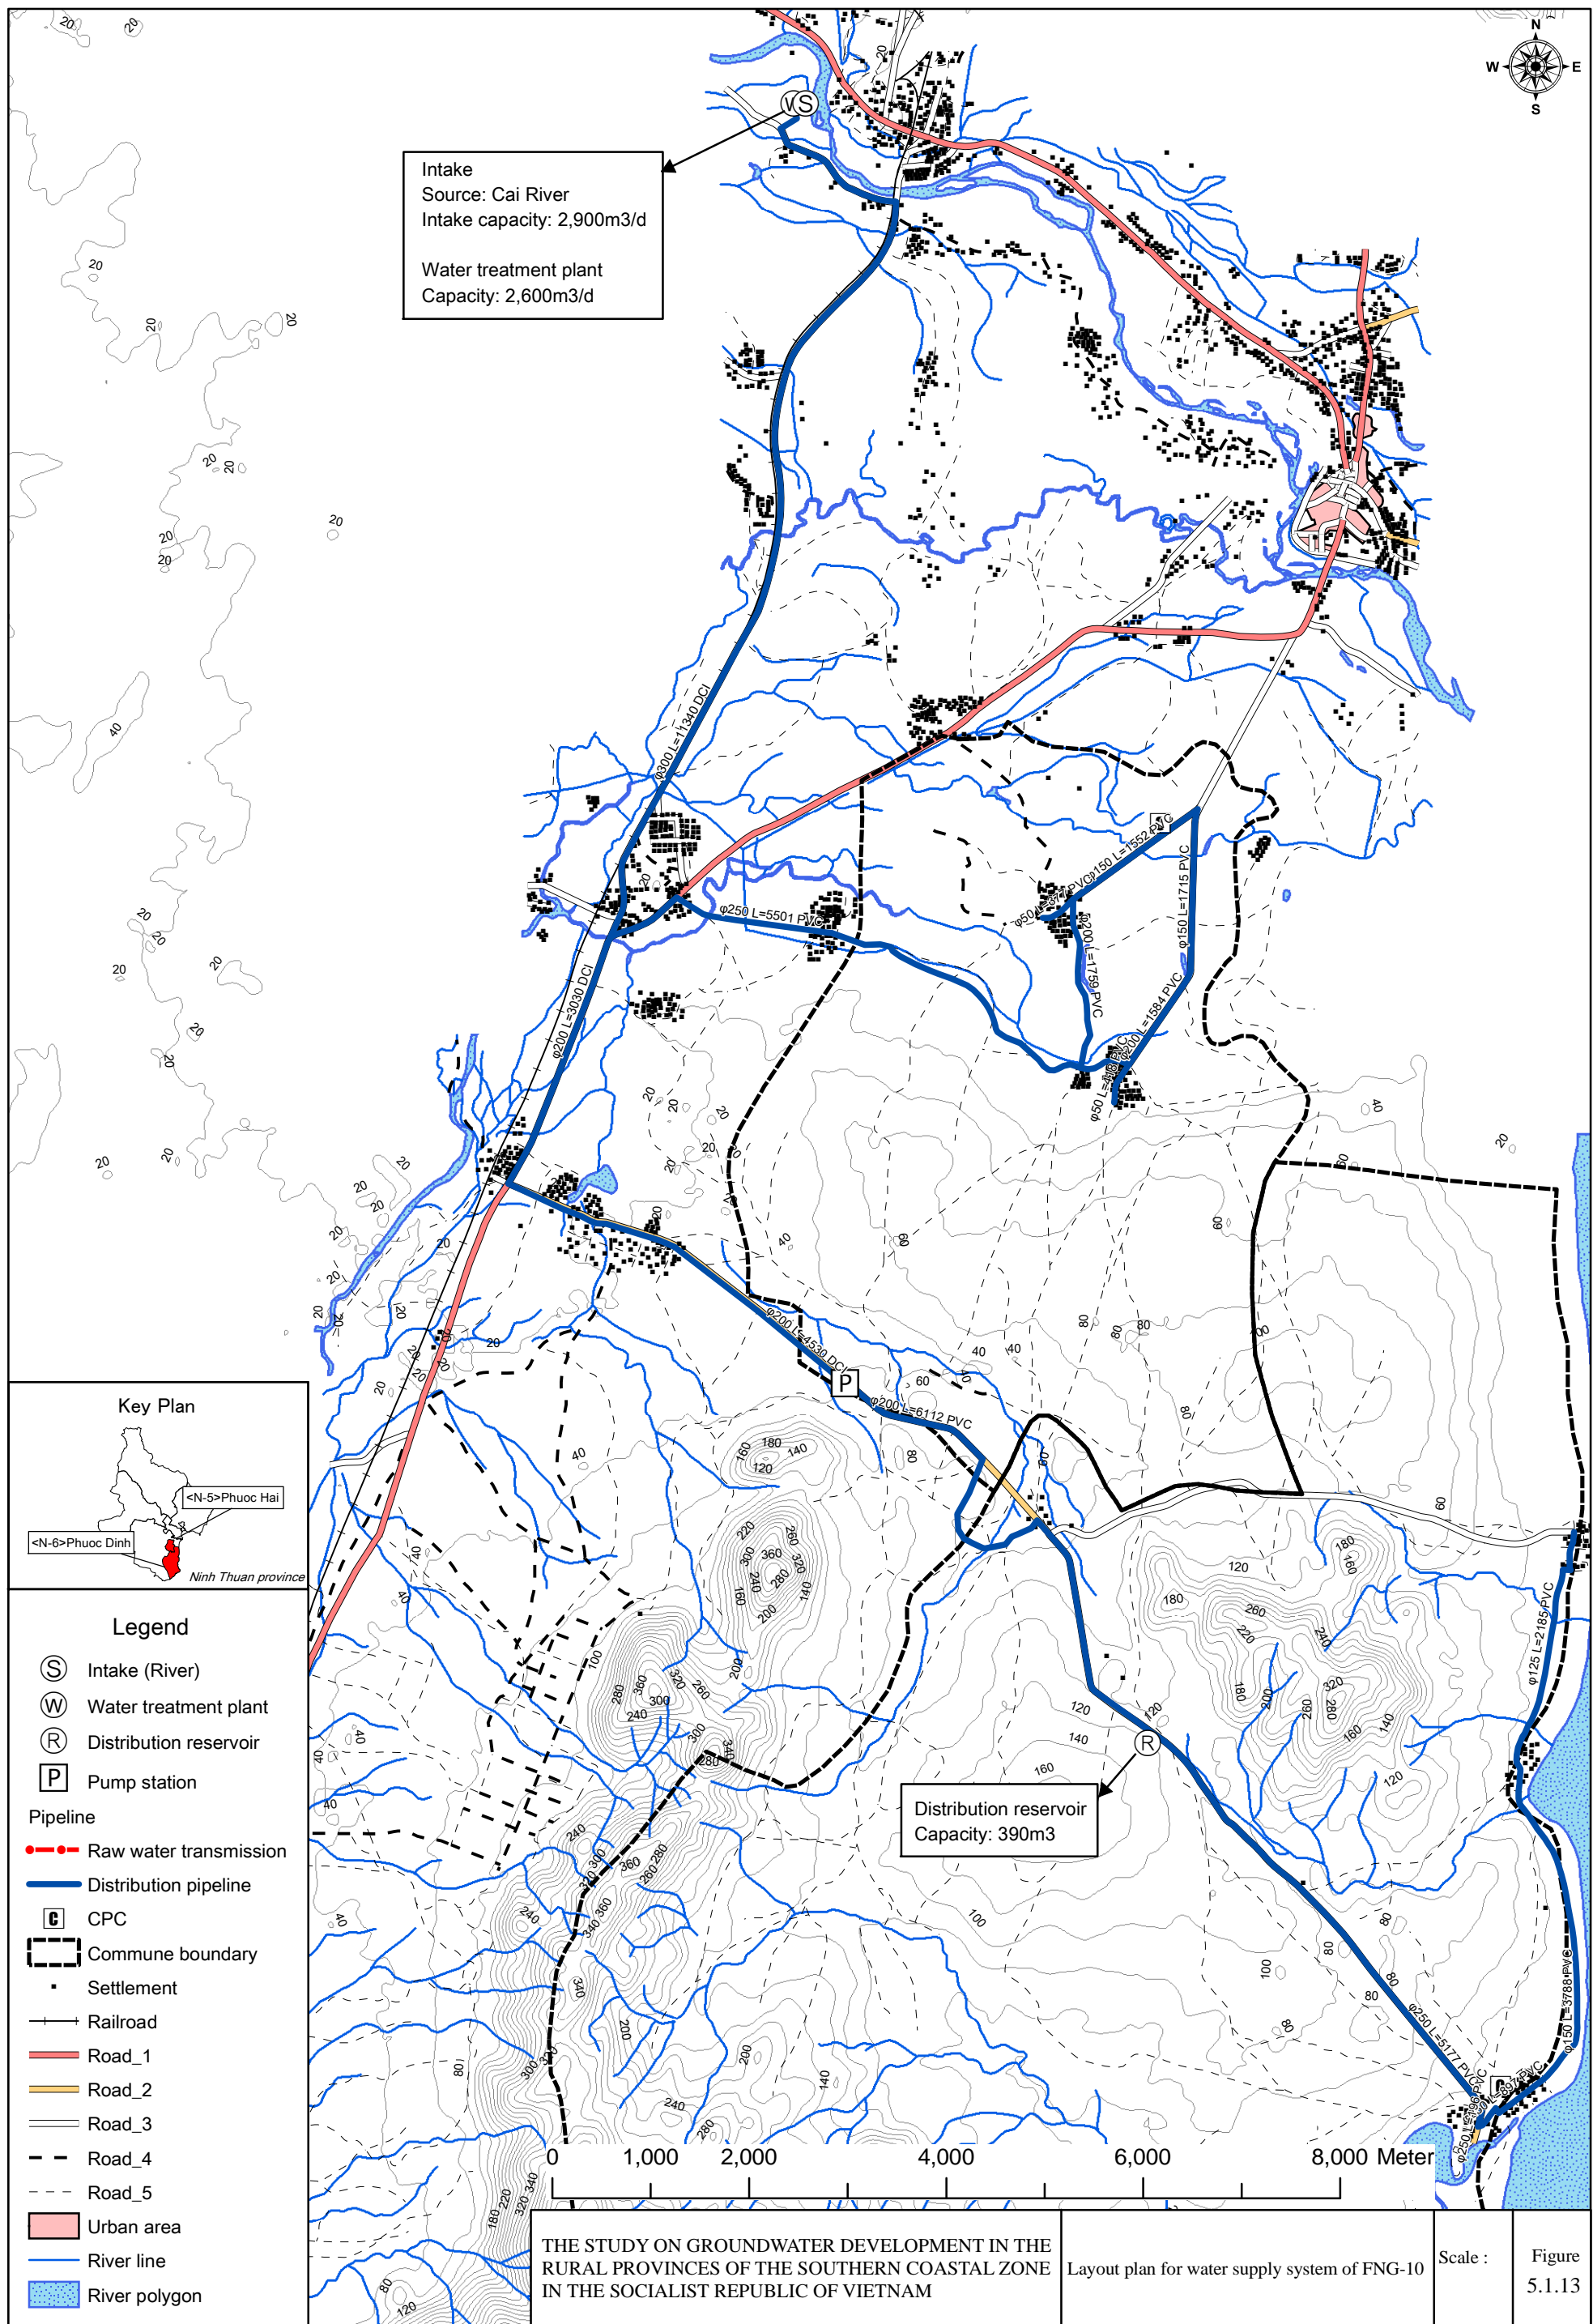 N
W E
S
Intake
Source: Cai River
Intake capacity: 2,900m3/d
Water treatment plant
Capacity: 2,600m3/d
φ300 L=11340 DCI
φ250 L=5501 PVC
φ150 L=1552 PVC
φ150 L=1715 PVC
φ200 L=1759 PVC
φ200 L=1584 PVC
φ200 L=3030 DCI
φ200 L=4530 DCI
P
φ200 L=6112 PVC
R
Distribution reservoir
Capacity: 390m3
φ125 L=2185 PVC
φ150 L=3788 PVC
φ250 L=5177 PVC
Key Plan
<N-5>Phuoc Hai
<N-6>Phuoc Dinh
Ninh Thuan province
Legend
S Intake (River)
W Water treatment plant
R Distribution reservoir
P Pump station
Pipeline
Raw water transmission
Distribution pipeline
C CPC
Commune boundary
Settlement
Railroad
Road_1
Road_2
Road_3
Road_4
Road_5
Urban area
River line
River polygon
0 1,000 2,000 4,000 6,000 8,000 Meter
THE STUDY ON GROUNDWATER DEVELOPMENT IN THE
RURAL PROVINCES OF THE SOUTHERN COASTAL ZONE
IN THE SOCIALIST REPUBLIC OF VIETNAM
Layout plan for water supply system of FNG-10
Scale :
Figure
5.1.13